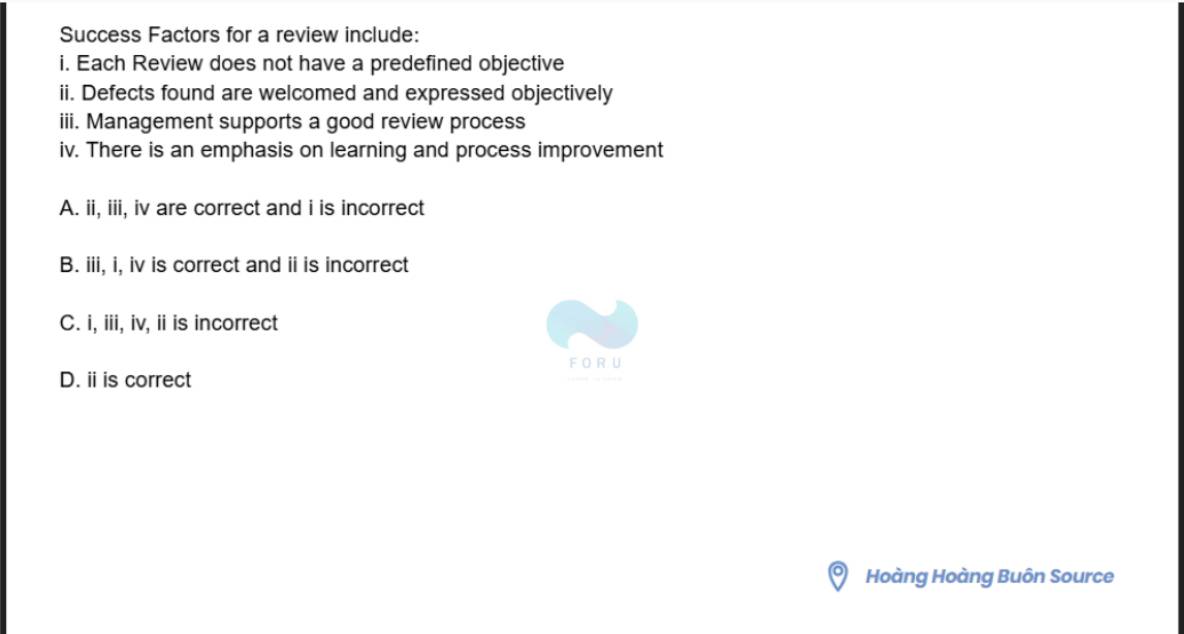 Success Factors for a review include:
i. Each Review does not have a predefined objective
ii. Defects found are welcomed and expressed objectively
iii. Management supports a good review process
iv. There is an emphasis on learning and process improvement
A. ii, iii, iv are correct and i is incorrect
B. iii, i, iv is correct and ii is incorrect
C. i, iii, iv, ii is incorrect
D. ii is correct
FORU
Hoàng Hoàng Buôn Source